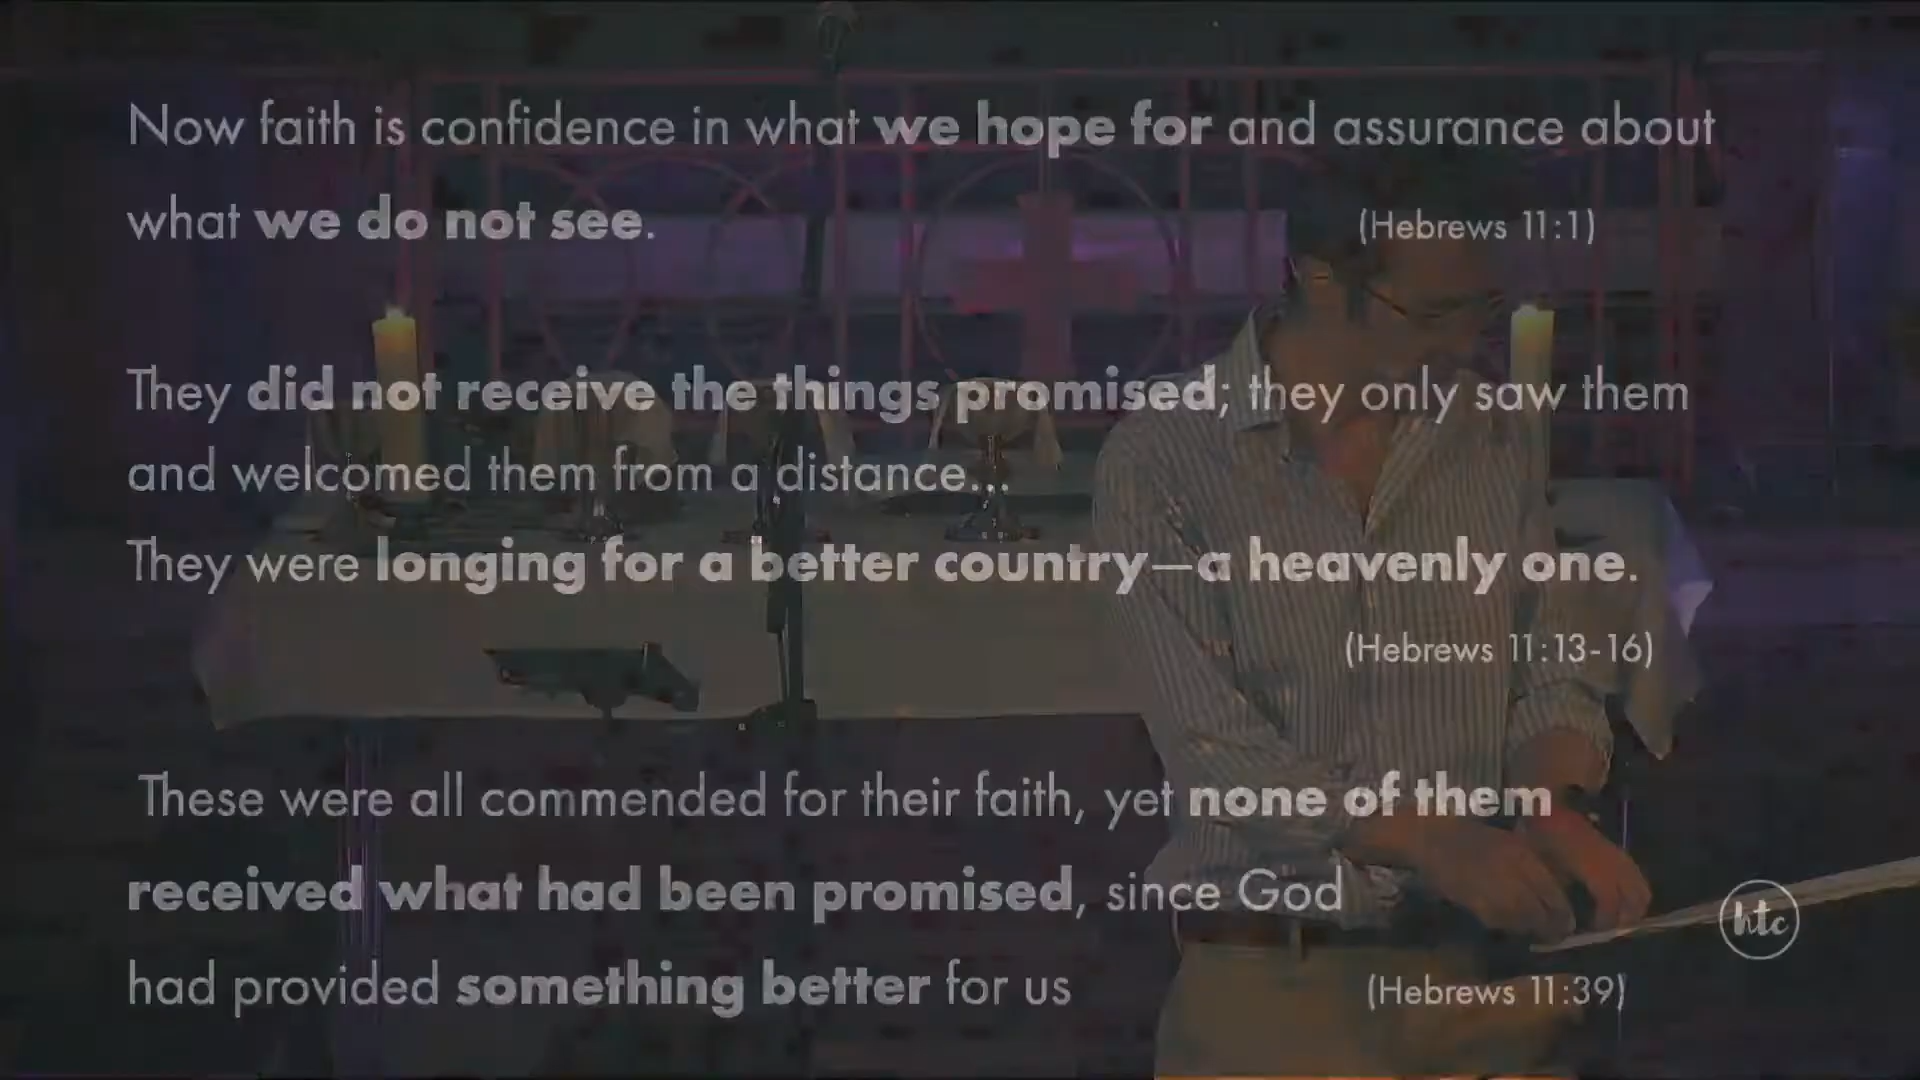 Now faith is confidence in what we hope for and assurance about
what we do not see.
(Hebrews 11:1)
They did not receive the things promised; they only saw them
and welcomed them from a distance...
They were longing for a better country—a heavenly one.
(Hebrews 11:13-16)
These were all commended for their faith, yet none of them
received what had been promised, since God
had provided something better for us
(Hebrews 11:39)
htc